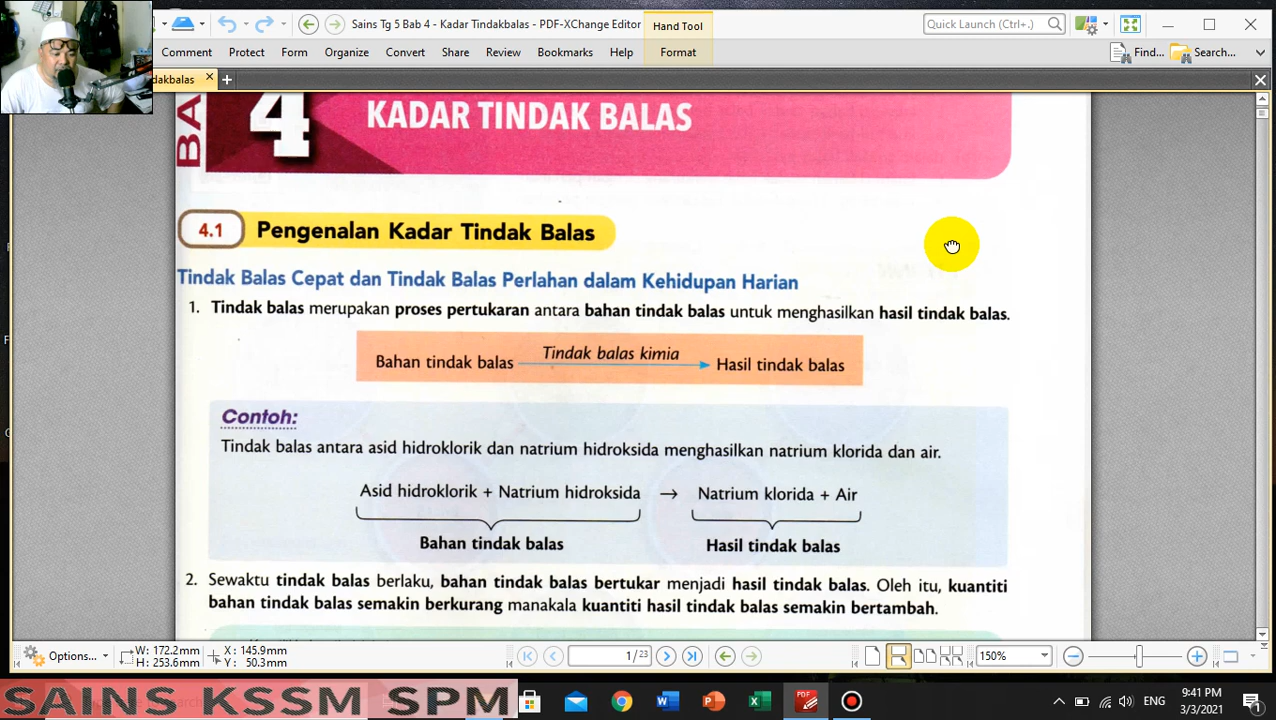 Sains Tg 5 Bab 4 - Kadar Tindakbalas - PDF-XChange Editor
Hand Tool
Quick Launch (Ctrl+.)
Comment Protect Form Organize Convert Share Review Bookmarks Help Format
Find... Search...
dakbalas
BA 4 KADAR TINDAK BALAS
4.1 Pengenalan Kadar Tindak Balas
Tindak Balas Cepat dan Tindak Balas Perlahan dalam Kehidupan Harian
1. Tindak balas merupakan proses pertukaran antara bahan tindak balas untuk menghasilkan hasil tindak balas.
Tindak balas kimia
Bahan tindak balas Hasil tindak balas
Contoh:
Tindak balas antara asid hidroklorik dan natrium hidroksida menghasilkan natrium klorida dan air.
Asid hidroklorik + Natrium hidroksida → Natrium klorida + Air
Bahan tindak balas Hasil tindak balas
2. Sewaktu tindak balas berlaku, bahan tindak balas bertukar menjadi hasil tindak balas. Oleh itu, kuantiti
bahan tindak balas semakin berkurang manakala kuantiti hasil tindak balas semakin bertambah.
Options...
W: 172.2mm X: 145.9mm
H: 253.6mm Y: 50.3mm
1/23
150%
SAINS KSSM SPM
ENG
9:41 PM
3/3/2021
1